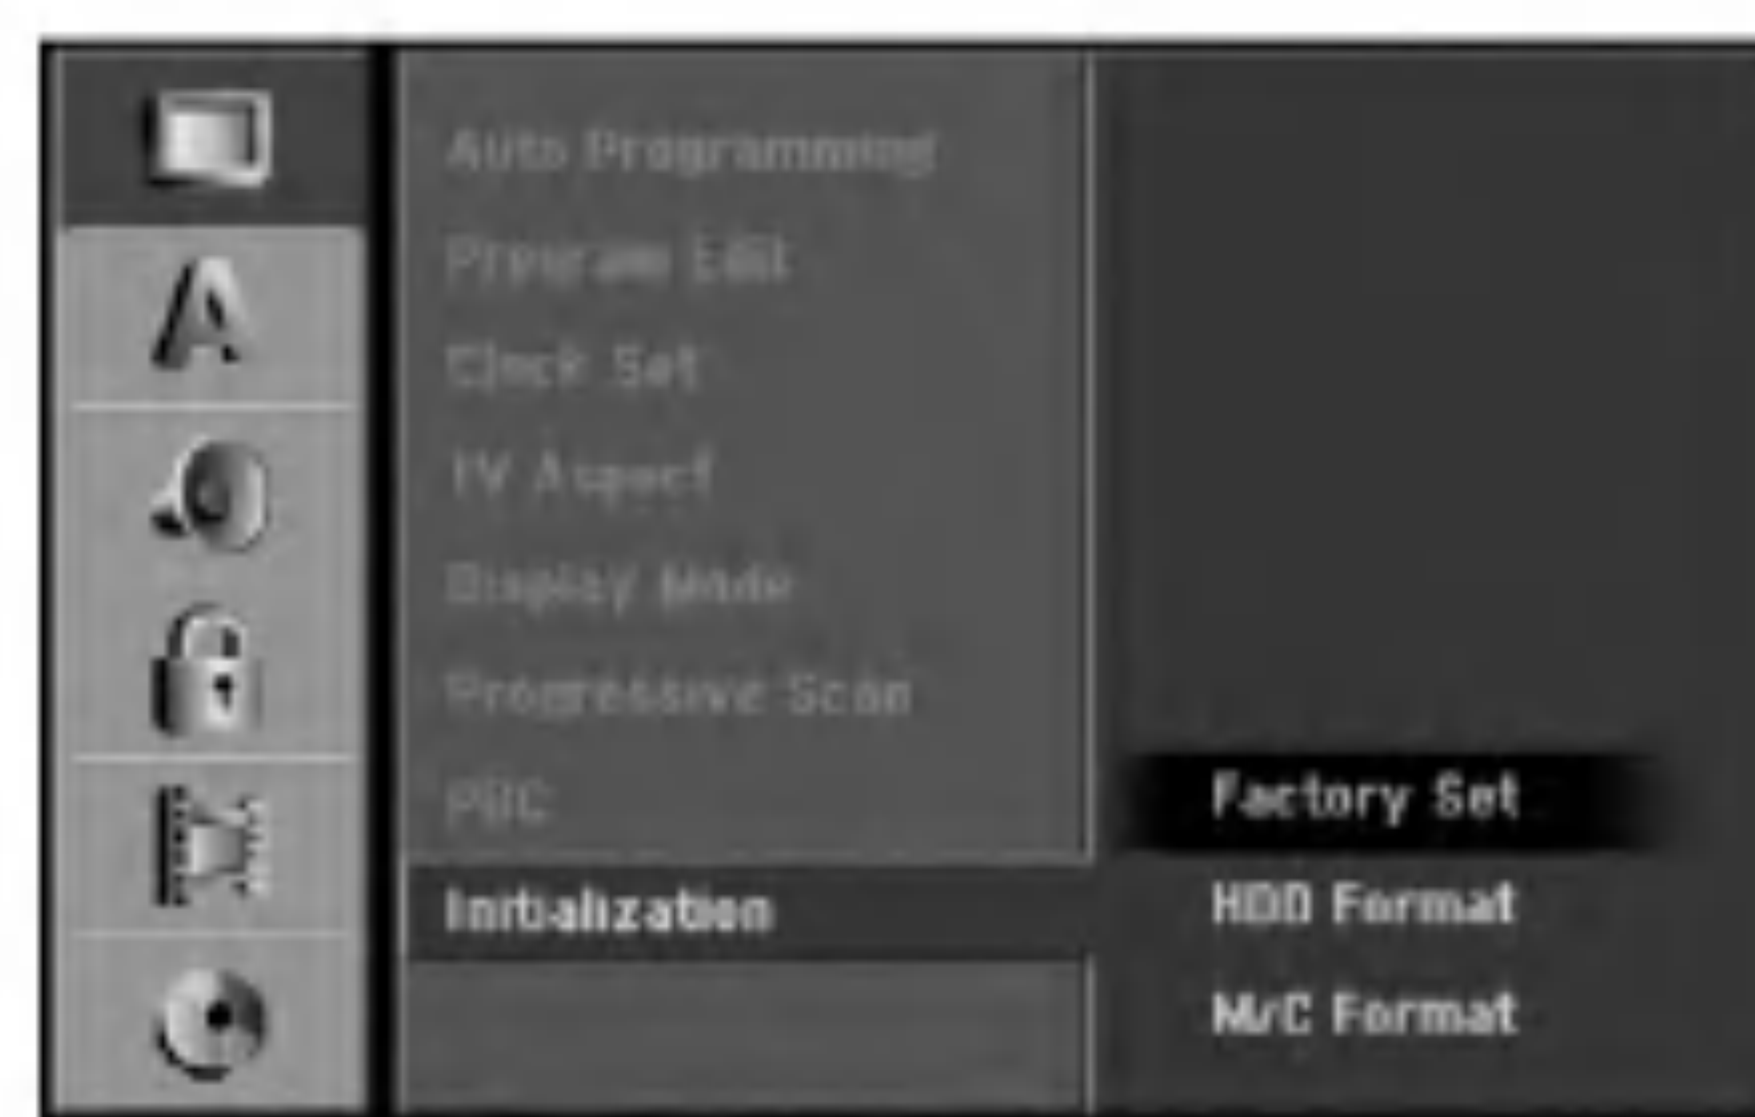 Auto Programming
Program Edit
Clock Set
TV Aspect
Display Mode
Progressive Scan
PBC
Initialization
Factory Set
HDD Format
M/C Format